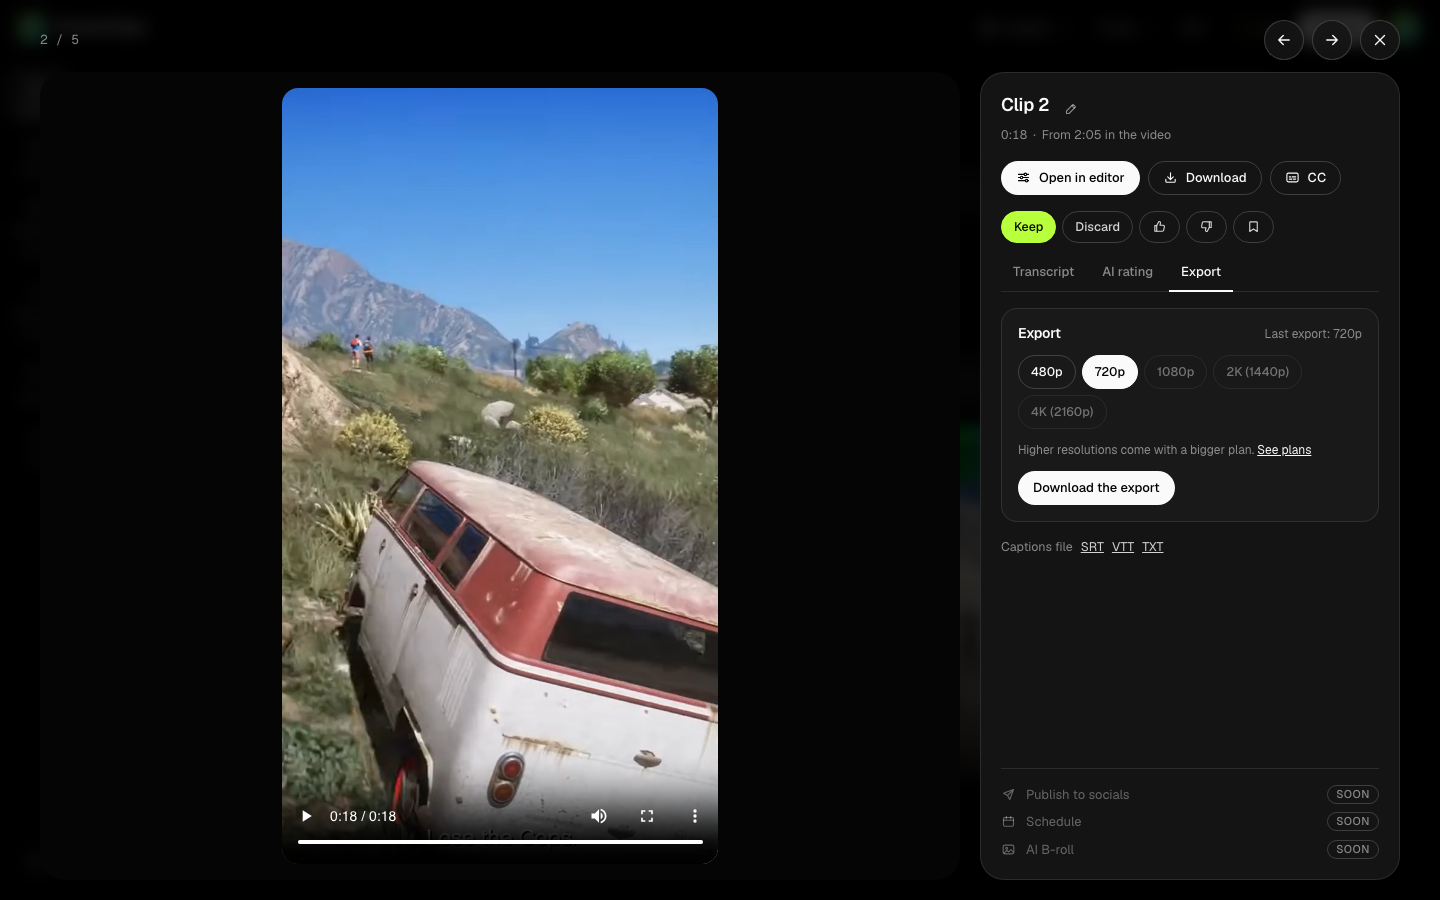 2 / 5
Clip 2
0:18 · From 2:05 in the video
Open in editor
Download
CC
Keep
Discard
Transcript
AI rating
Export
Export
Last export: 720p
480p
720p
1080p
2K (1440p)
4K (2160p)
Higher resolutions come with a bigger plan. See plans
Download the export
Captions file SRT VTT TXT
0:18 / 0:18
Lose the Cops
Publish to socials
SOON
Schedule
SOON
AI B-roll
SOON